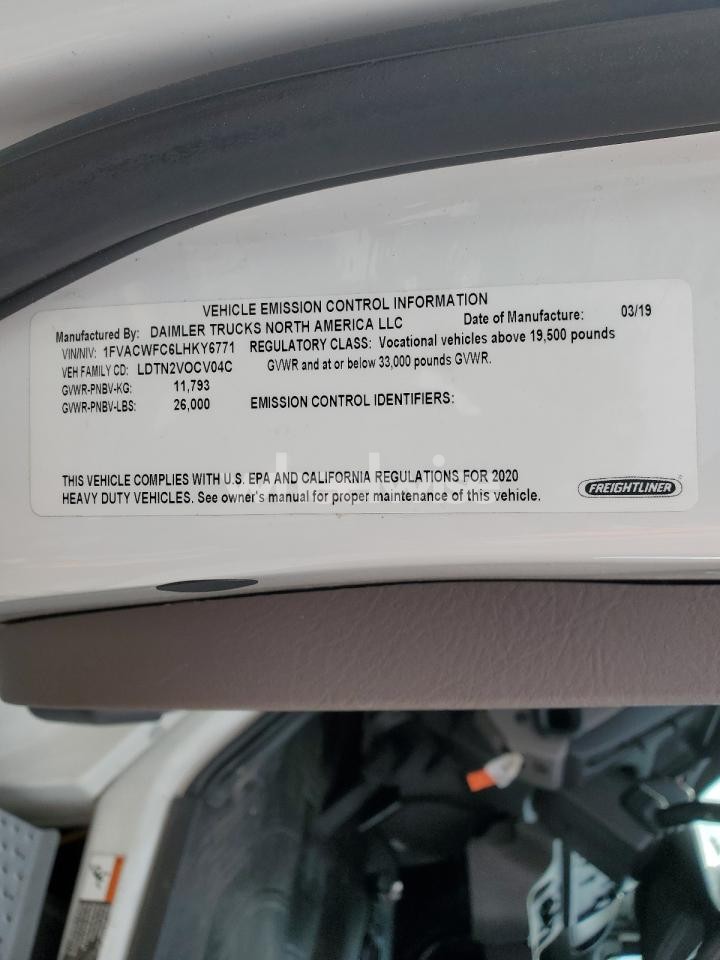 VEHICLE EMISSION CONTROL INFORMATION
Manufactured By: DAIMLER TRUCKS NORTH AMERICA LLC Date of Manufacture: 03/19
VIN/NIV: 1FVACWFC6LHKY6771 REGULATORY CLASS: Vocational vehicles above 19,500 pounds
VEH FAMILY CD: LDTN2VOCV04C GVWR and at or below 33,000 pounds GVWR.
GVWR-PNBV-KG: 11,793
GVWR-PNBV-LBS: 26,000 EMISSION CONTROL IDENTIFIERS:
THIS VEHICLE COMPLIES WITH U.S. EPA AND CALIFORNIA REGULATIONS FOR 2020
HEAVY DUTY VEHICLES. See owner's manual for proper maintenance of this vehicle.
FREIGHTLINER